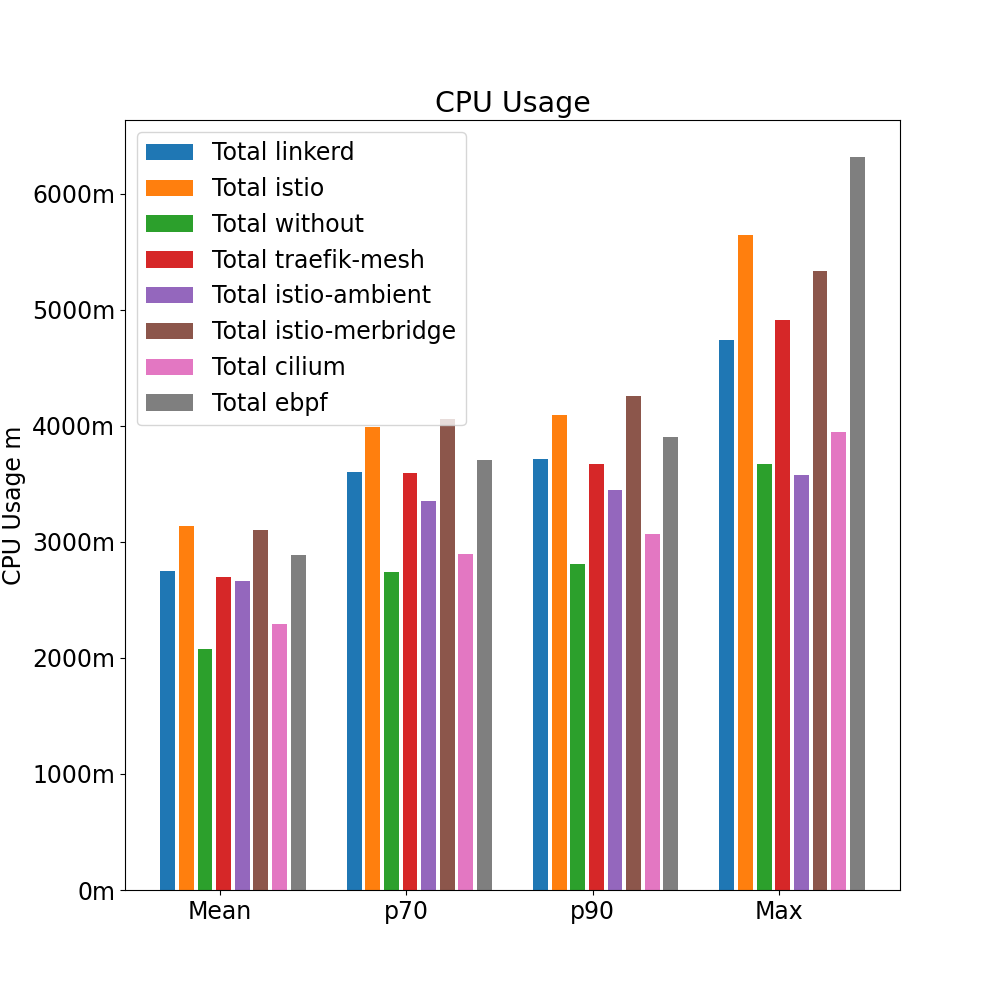 CPU Usage
Total linkerd
Total istio
Total without
Total traefik-mesh
Total istio-ambient
Total istio-merbridge
Total cilium
Total ebpf
CPU Usage m
6000m
5000m
4000m
3000m
2000m
1000m
0m
Mean p70 p90 Max